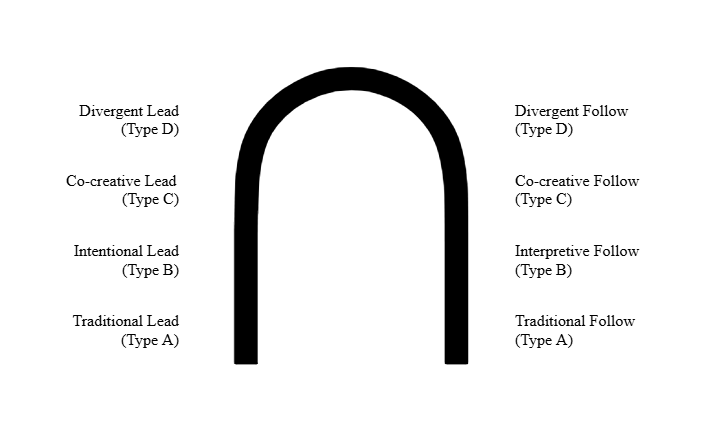 Divergent Lead
(Type D)
Co-creative Lead
(Type C)
Intentional Lead
(Type B)
Traditional Lead
(Type A)
Divergent Follow
(Type D)
Co-creative Follow
(Type C)
Interpretive Follow
(Type B)
Traditional Follow
(Type A)